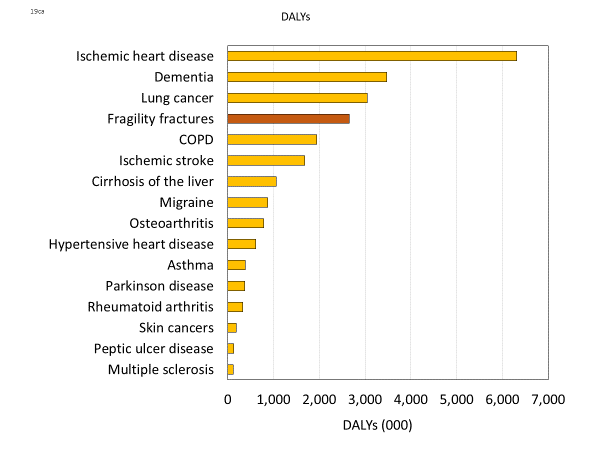 19ca
DALYs
Ischemic heart disease
Dementia
Lung cancer
Fragility fractures
COPD
Ischemic stroke
Cirrhosis of the liver
Migraine
Osteoarthritis
Hypertensive heart disease
Asthma
Parkinson disease
Rheumatoid arthritis
Skin cancers
Peptic ulcer disease
Multiple sclerosis
0 1,000 2,000 3,000 4,000 5,000 6,000 7,000
DALYs (000)